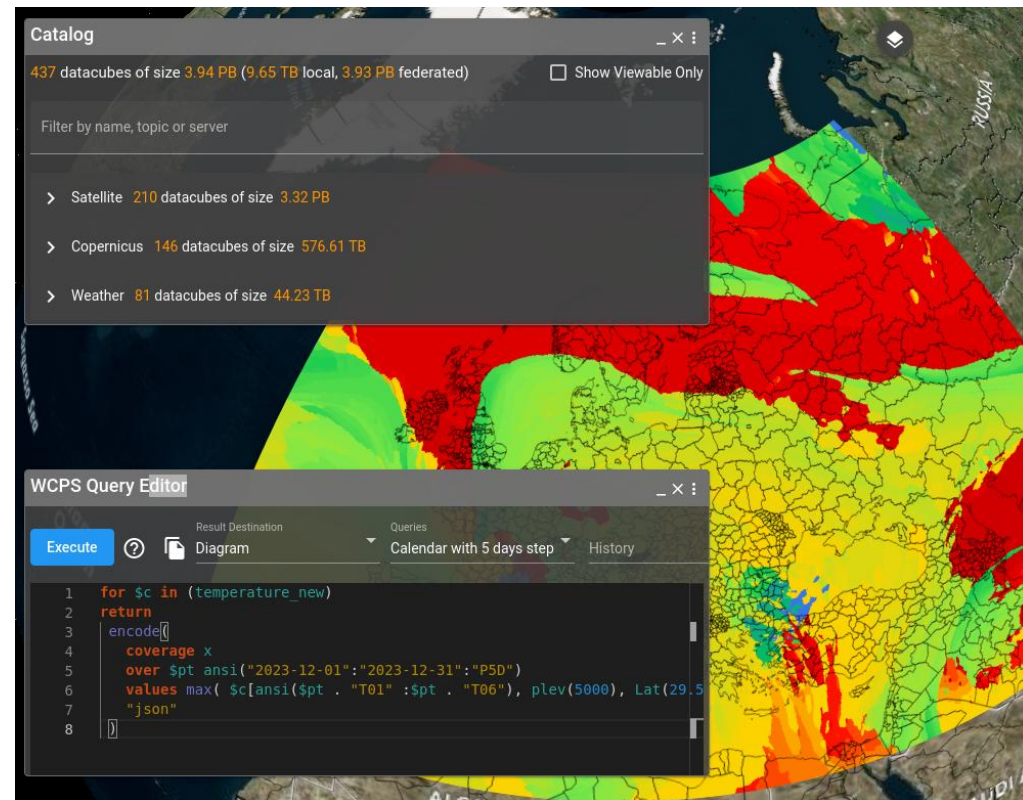 Catalog
437 datacubes of size 3.94 PB (9.65 TB local, 3.93 PB federated)
Show Viewable Only
Filter by name, topic or server
Satellite 210 datacubes of size 3.32 PB
Copernicus 146 datacubes of size 576.61 TB
Weather 81 datacubes of size 44.23 TB
RUSSIA
Sargasso Sea
WCPS Query Editor
Result Destination
Queries
Execute
Diagram
Calendar with 5 days step
History
1 for $c in (temperature_new)
2 return
3 encode(
4 coverage x
5 over $pt ansi("2023-12-01":"2023-12-31":"P5D")
6 values max( $c[ansi($pt . "T01" :$pt . "T06"), plev(5000), Lat(29.5
7 "json"
8 )